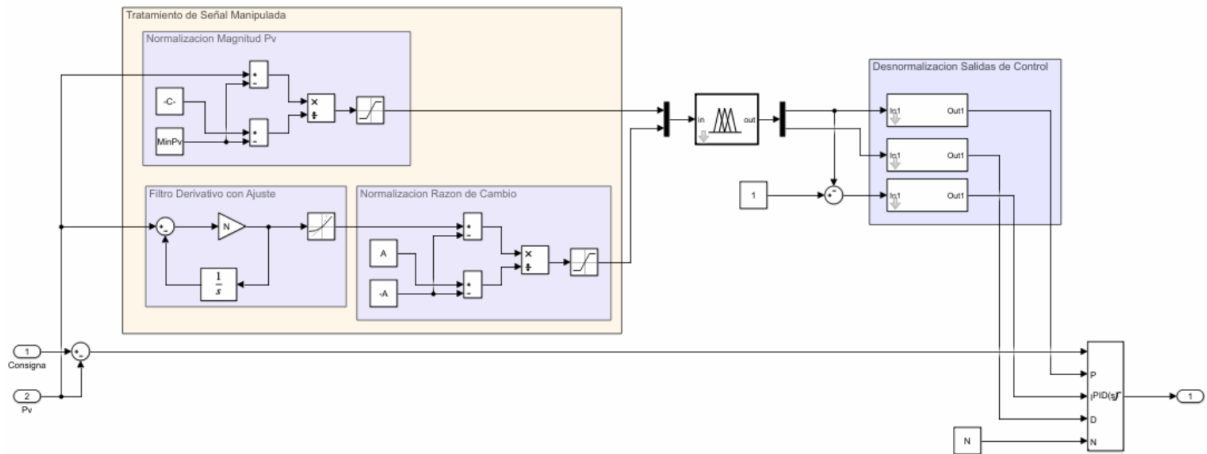 Tratamiento de Señal Manipulada
Normalizacion Magnitud Pv
-C-
MinPv
Filtro Derivativo con Ajuste
N
1
s
Normalizacion Razon de Cambio
A
-A
in
out
1
Desnormalizacion Salidas de Control
In1
Out1
In1
Out1
In1
Out1
1
Consigna
2
Pv
P
I
PID(s)
D
N
N
1